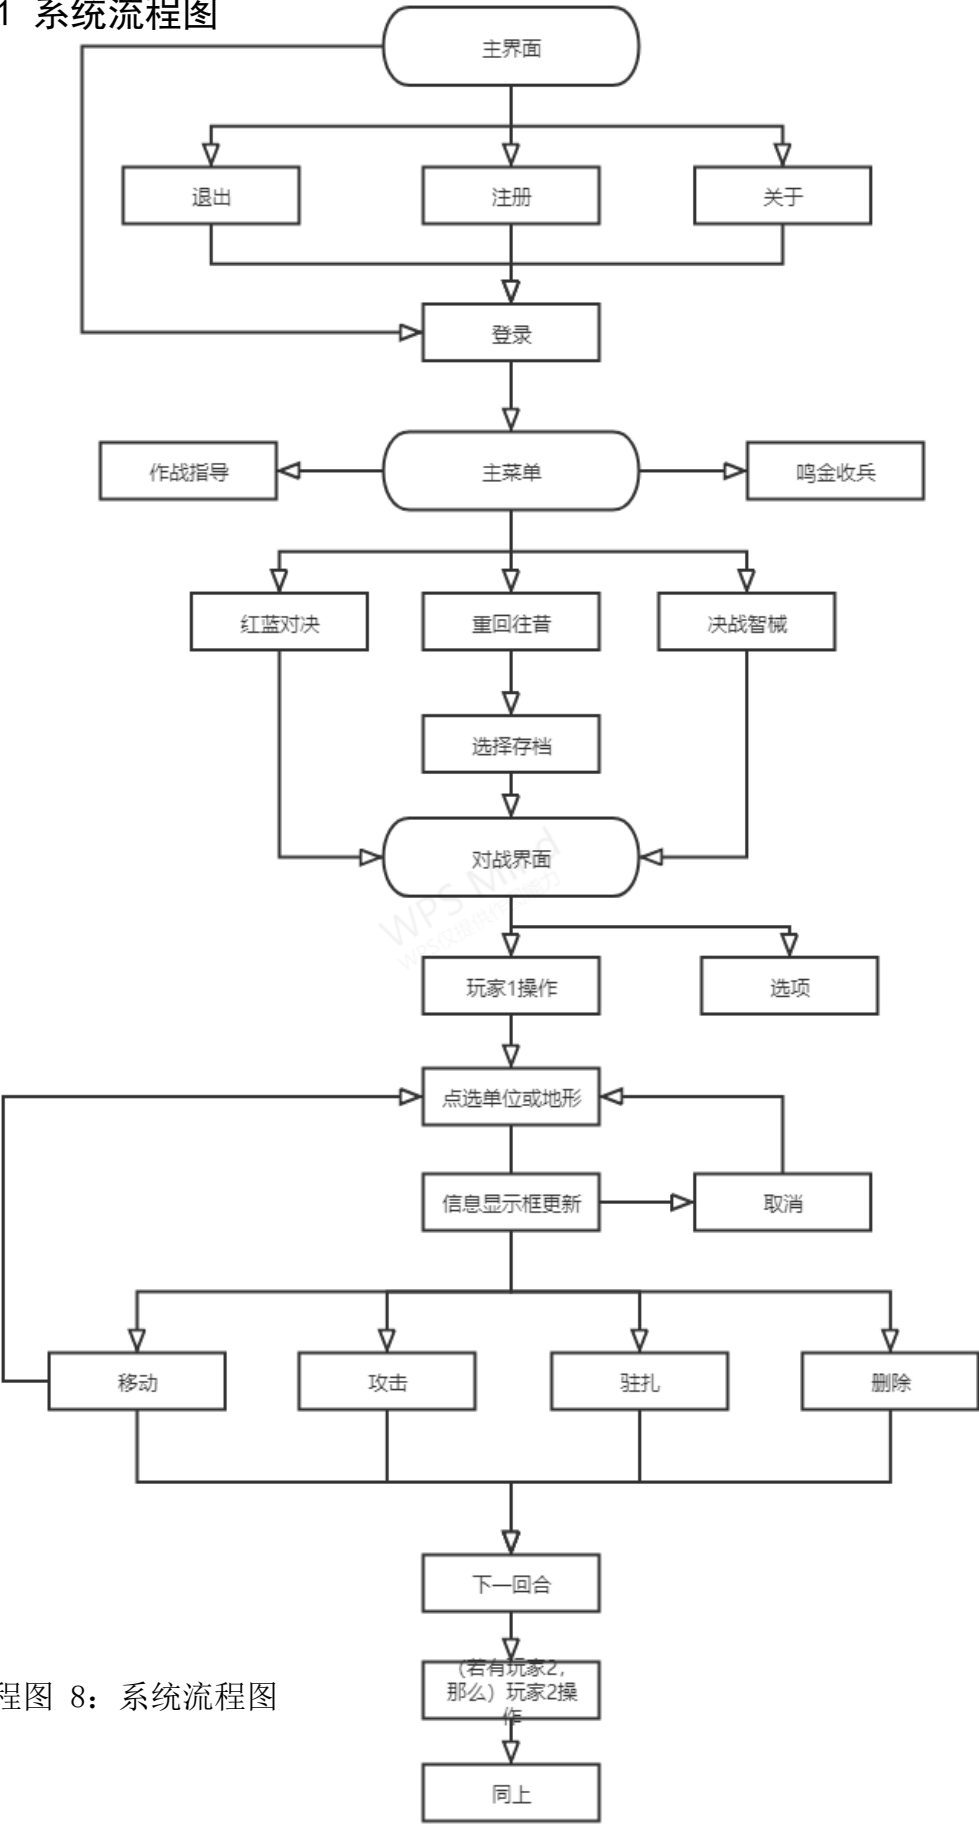 1 系统流程图
主界面
退出
注册
关于
登录
作战指导
主菜单
鸣金收兵
红蓝对决
重回往昔
决战智械
选择存档
对战界面
WPS Mind
玩家1操作
选项
点选单位或地形
信息显示框更新
取消
移动
攻击
驻扎
删除
下一回合
（若有玩家2，
那么）玩家2操
作
程图 8：系统流程图
同上